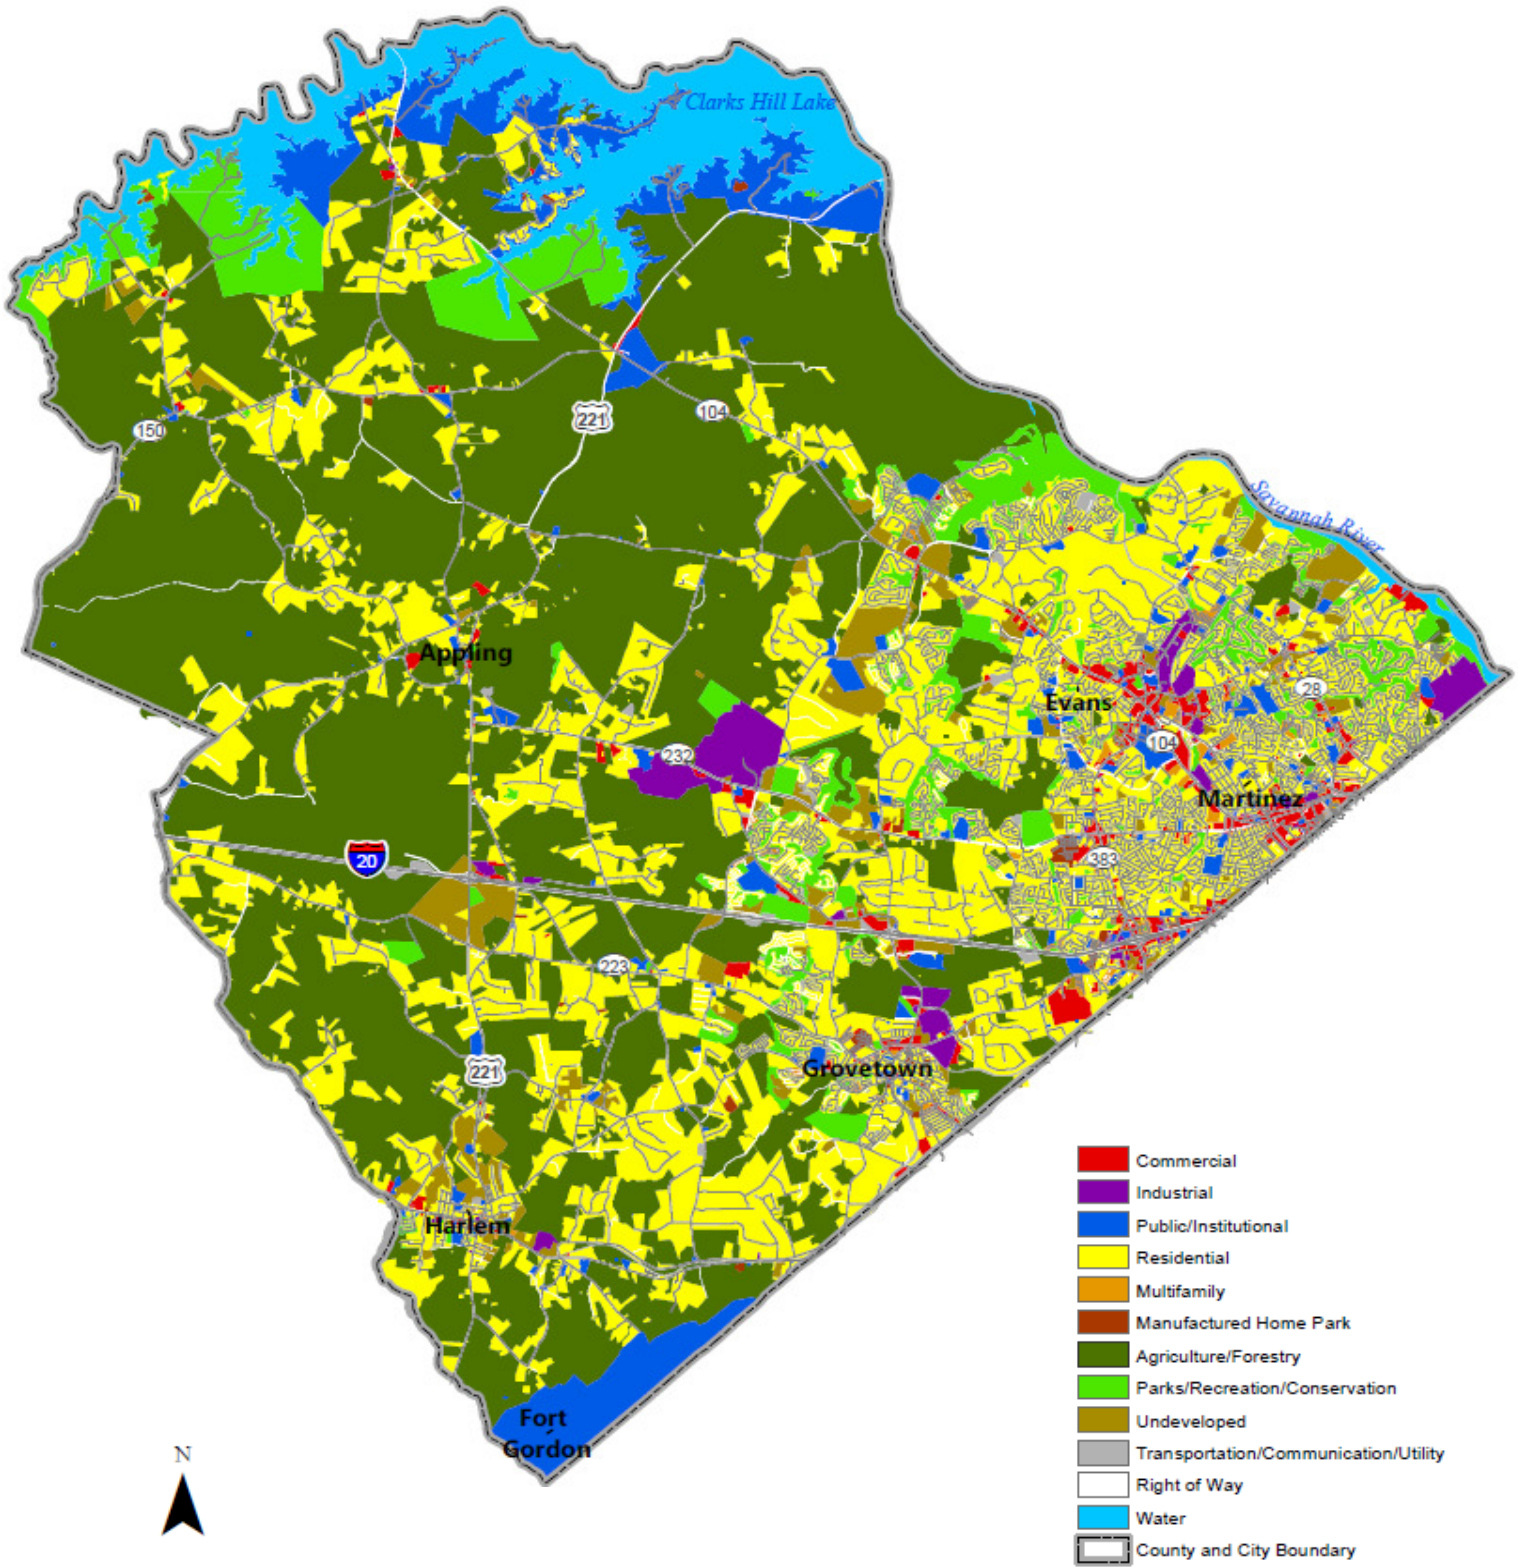 Clarks Hill Lake
221
104
150
Savannah River
Appling
Evans
28
232
104
Martinez
20
383
223
221
Grovetown
Harlem
Fort
Gordon
N
Commercial
Industrial
Public/Institutional
Residential
Multifamily
Manufactured Home Park
Agriculture/Forestry
Parks/Recreation/Conservation
Undeveloped
Transportation/Communication/Utility
Right of Way
Water
County and City Boundary